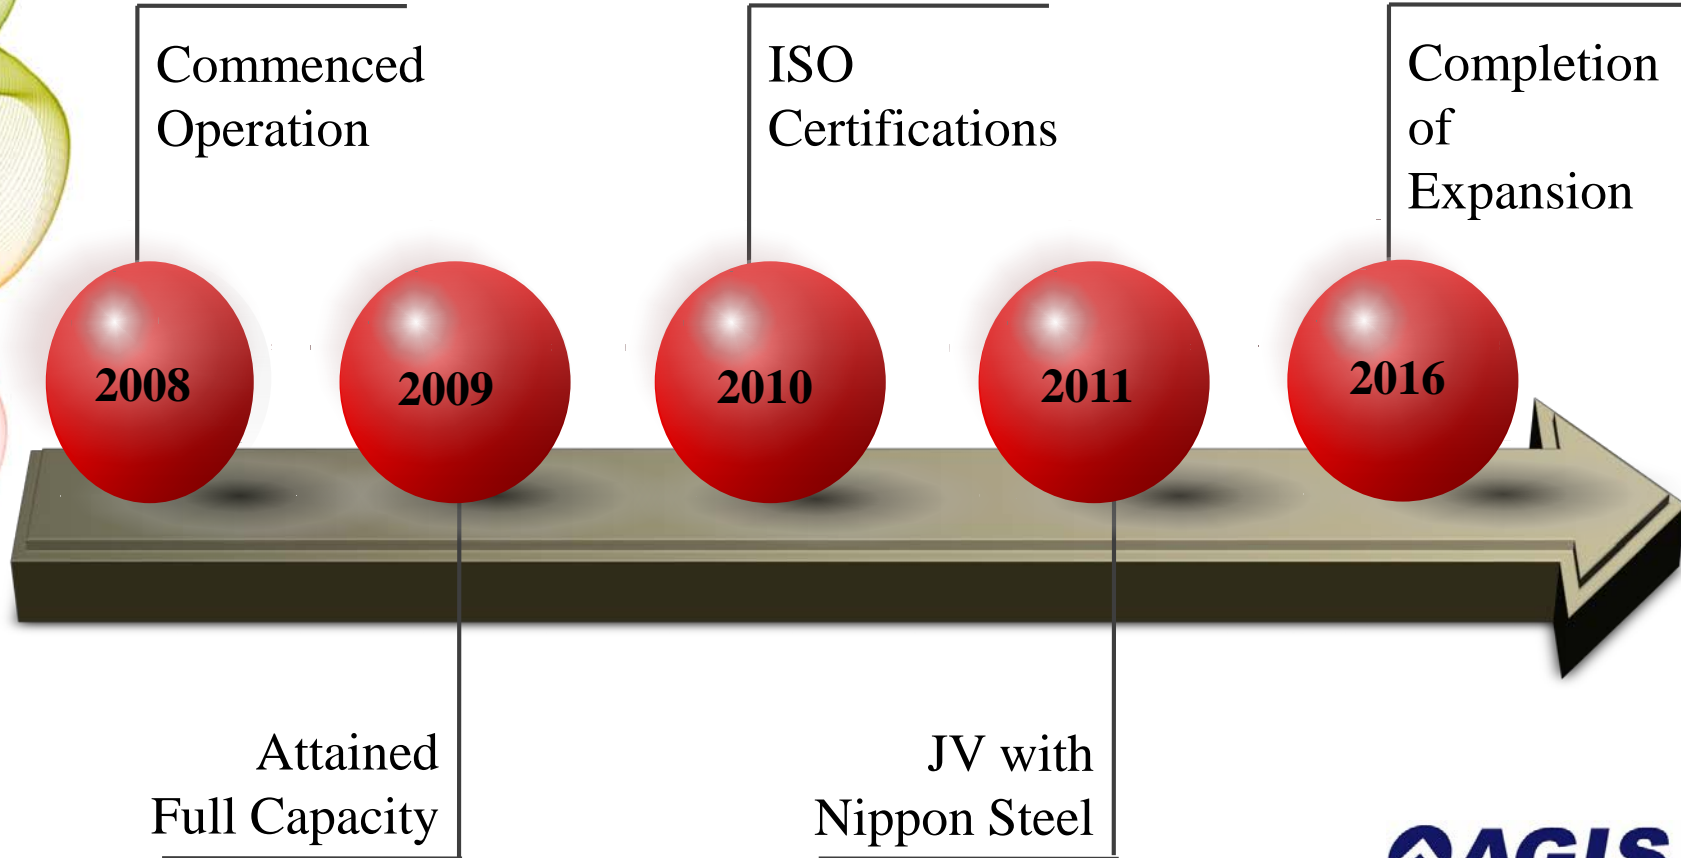 Commenced
Operation
ISO
Certifications
Completion
of
Expansion
2008
2009
2010
2011
2016
Attained
Full Capacity
JV with
Nippon Steel
AGIS